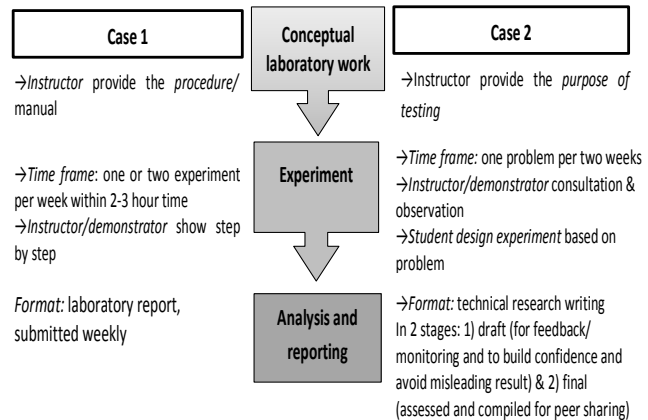 Case 1
→Instructor provide the procedure/
manual
→Time frame: one or two experiment
per week within 2-3 hour time
→Instructor/demonstrator show step
by step
Format: laboratory report,
submitted weekly
Conceptual
laboratory work
Experiment
Analysis and
reporting
Case 2
→Instructor provide the purpose of
testing
→Time frame: one problem per two weeks
→Instructor/demonstrator consultation &
observation
→Student design experiment based on
problem
→Format: technical research writing
In 2 stages: 1) draft (for feedback/
monitoring and to build confidence and
avoid misleading result) & 2) final
(assessed and compiled for peer sharing)